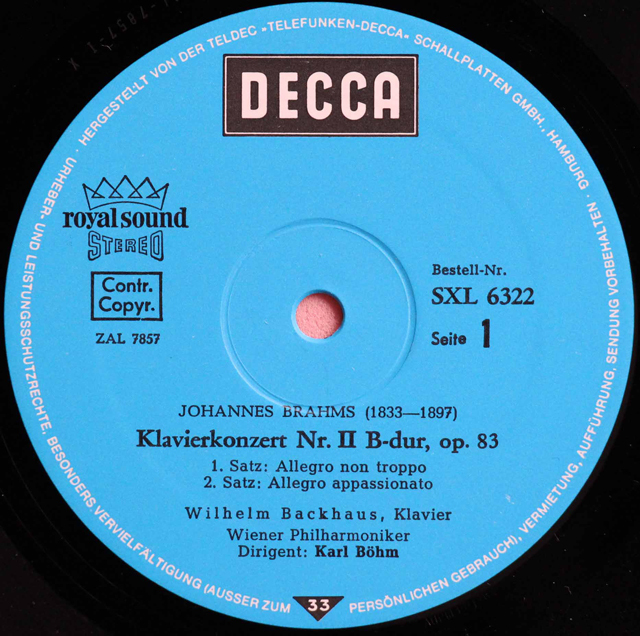 HERGESTELLT VON DER TELDEC »TELEFUNKEN-DECCA« SCHALLPLATTEN GMBH., HAMBURG
DECCA
royal sound
STEREO
Contr.
Copyr.
ZAL 7857
Bestell-Nr.
SXL 6322
Seite 1
JOHANNES BRAHMS (1833—1897)
Klavierkonzert Nr. II B-dur, op. 83
1. Satz: Allegro non troppo
2. Satz: Allegro appassionato
Wilhelm Backhaus, Klavier
Wiener Philharmoniker
Dirigent: Karl Böhm
· URHEBER- UND LEISTUNGSSCHUTZRECHTE, BESONDERS VERVIELFÄLTIGUNG (AUSSER ZUM
33
PERSÖNLICHEN GEBRAUCH), VERMIETUNG, AUFFÜHRUNG, SENDUNG VORBEHALTEN ·